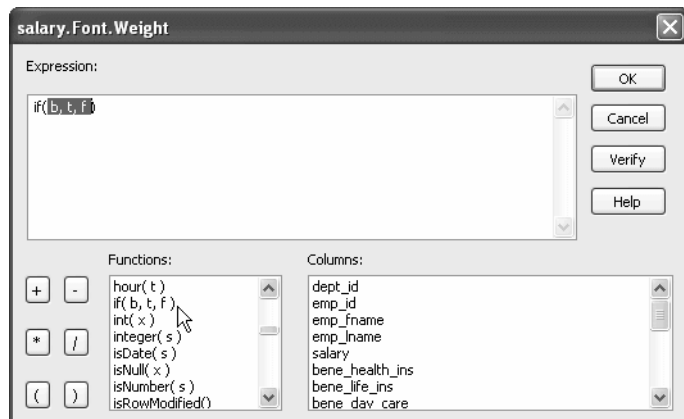 salary.Font.Weight
Expression:
if( b, t, f )
OK
Cancel
Verify
Help
Functions:
Columns:
+ -
* /
( )
hour( t )
if( b, t, f )
int( x )
integer( s )
isDate( s )
isNull( x )
isNumber( s )
isRowModified()
dept_id
emp_id
emp_fname
emp_lname
salary
bene_health_ins
bene_life_ins
bene_day_care